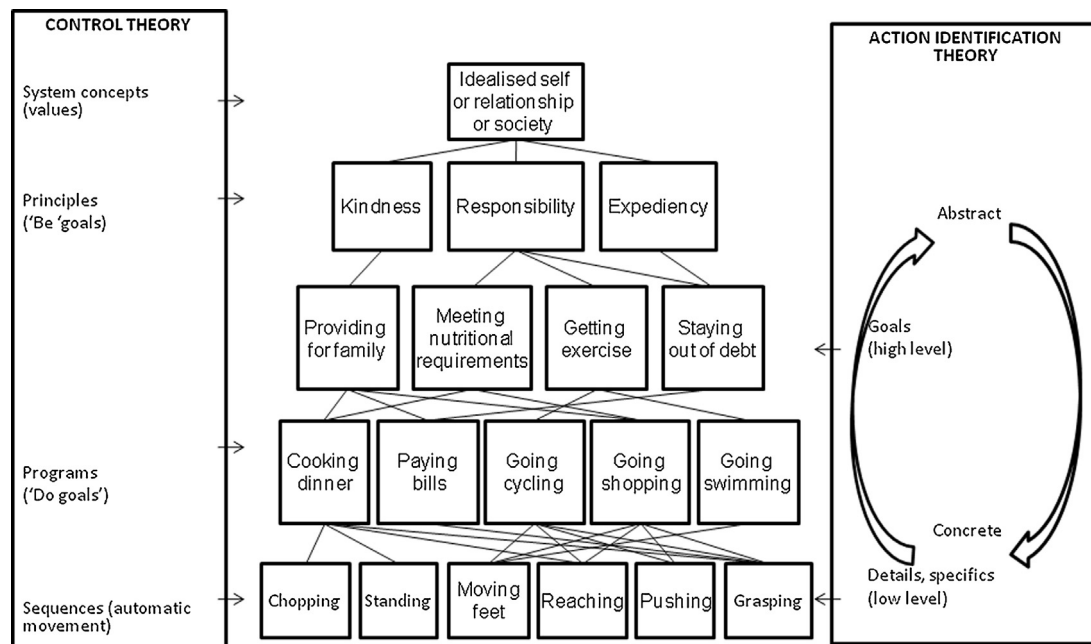 CONTROL THEORY
System concepts
(values)
Principles
('Be 'goals)
Programs
('Do goals')
Sequences (automatic
movement)
Idealised self
or relationship
or society
Kindness
Responsibility
Expediency
Providing
for family
Meeting
nutritional
requirements
Getting
exercise
Staying
out of debt
Cooking
dinner
Paying
bills
Going
cycling
Going
shopping
Going
swimming
Chopping
Standing
Moving
feet
Reaching
Pushing
Grasping
ACTION IDENTIFICATION
THEORY
Abstract
Goals
(high level)
Concrete
Details, specifics
(low level)